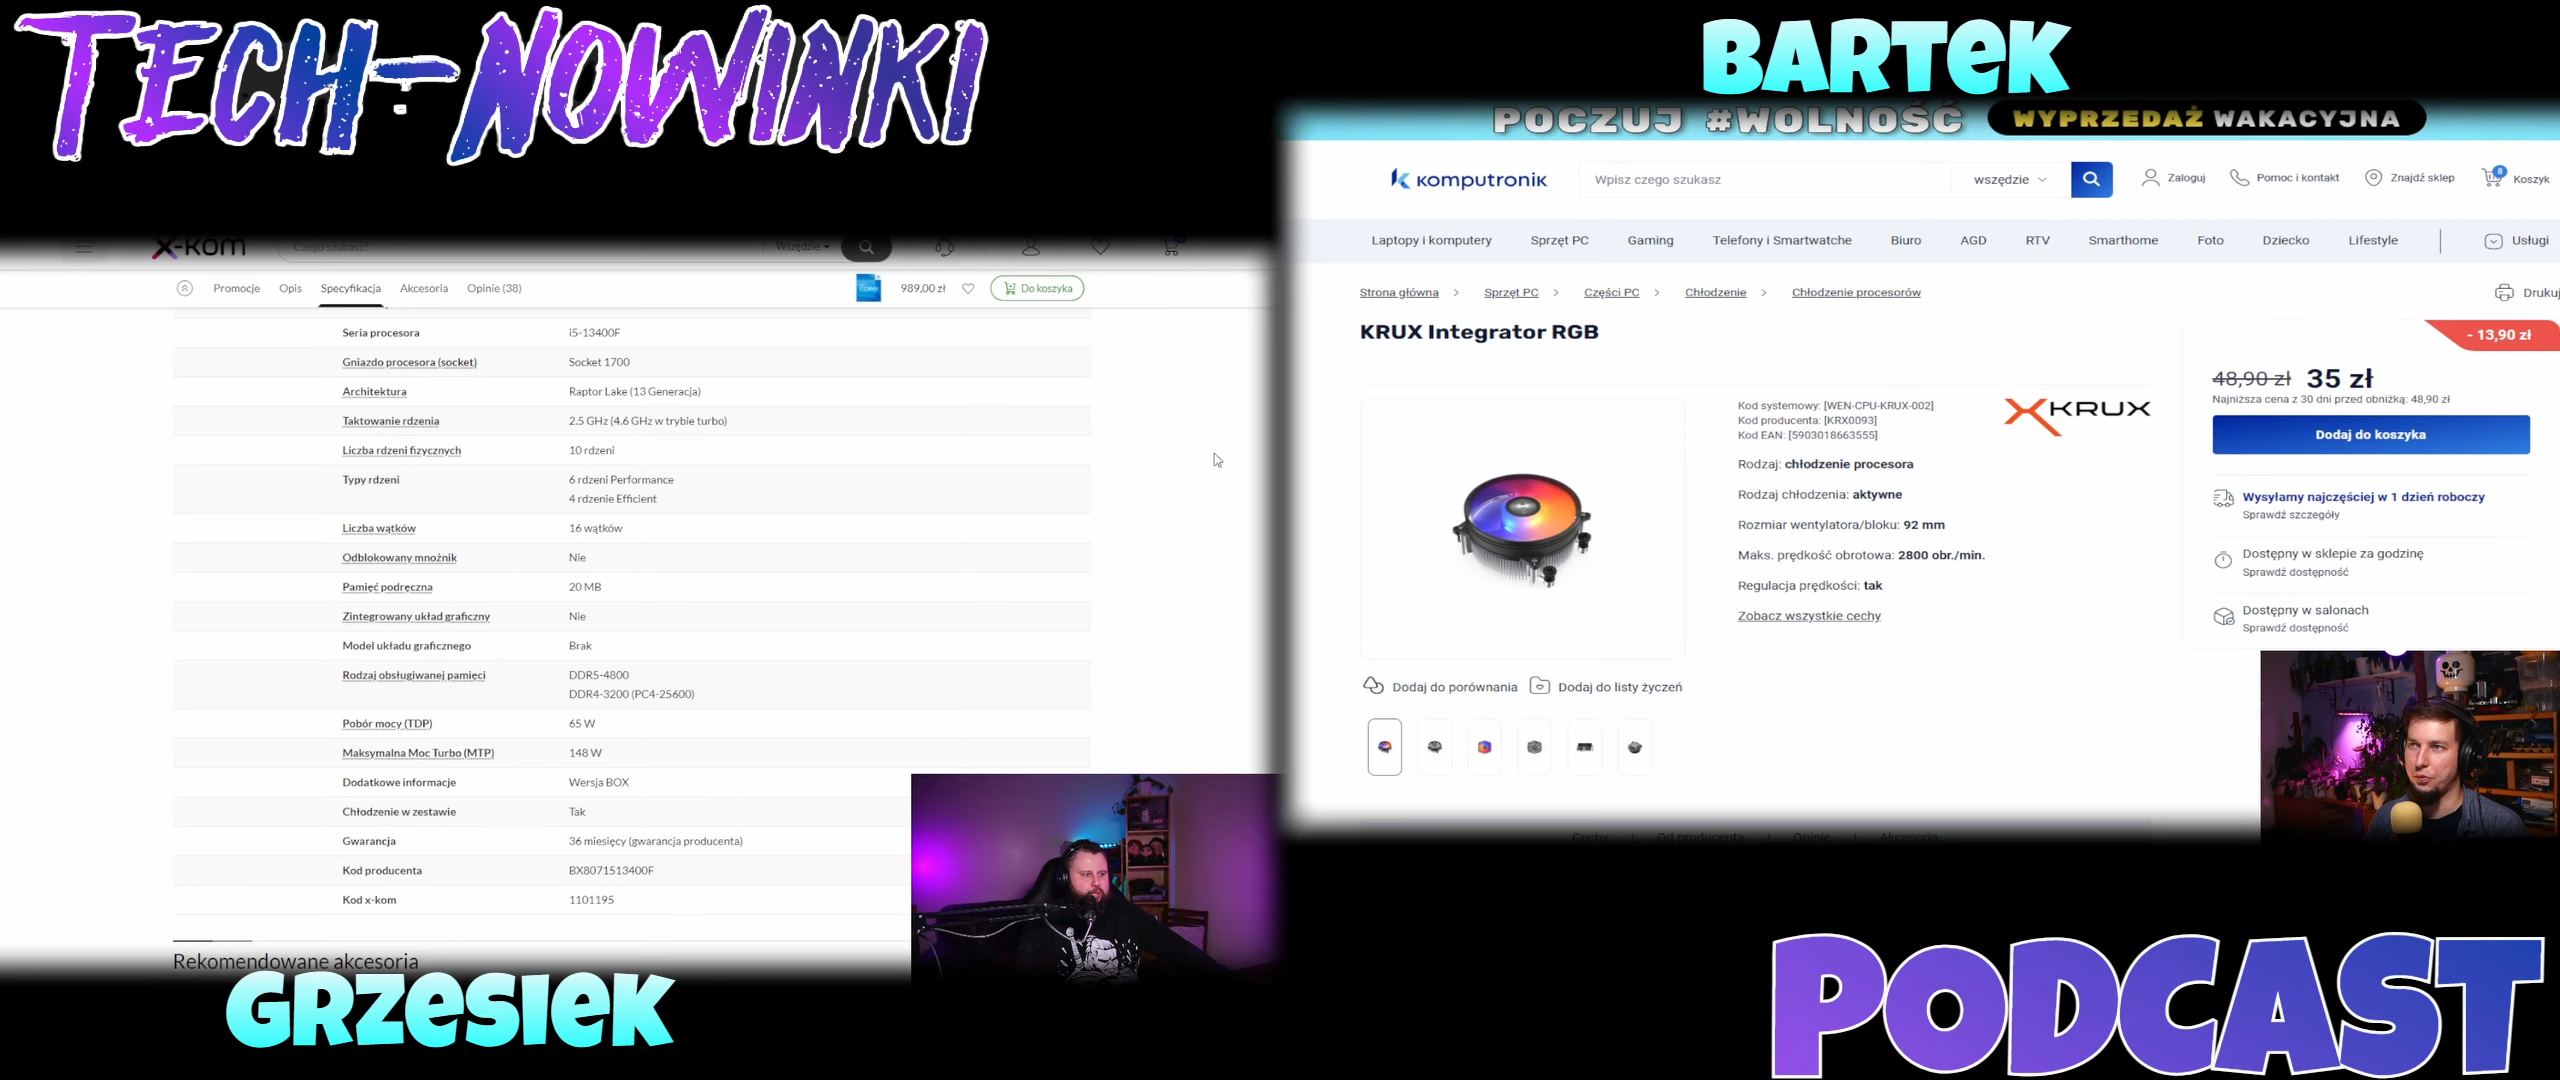 TECH-NOWINKI
BARTEK
POCZUJ #WOLNOŚĆ WYPRZEDAŻ WAKACYJNA
x-kom Czego szukasz? Wszędzie
Promocje Opis Specyfikacja Akcesoria Opinie (38) 989,00 zł Do koszyka
Seria procesora i5-13400F
Gniazdo procesora (socket) Socket 1700
Architektura Raptor Lake (13 Generacja)
Taktowanie rdzenia 2.5 GHz (4.6 GHz w trybie turbo)
Liczba rdzeni fizycznych 10 rdzeni
Typy rdzeni 6 rdzeni Performance
4 rdzenie Efficient
Liczba wątków 16 wątków
Odblokowany mnożnik Nie
Pamięć podręczna 20 MB
Zintegrowany układ graficzny Nie
Model układu graficznego Brak
Rodzaj obsługiwanej pamięci DDR5-4800
DDR4-3200 (PC4-25600)
Pobór mocy (TDP) 65 W
Maksymalna Moc Turbo (MTP) 148 W
Dodatkowe informacje Wersja BOX
Chłodzenie w zestawie Tak
Gwarancja 36 miesięcy (gwarancja producenta)
Kod producenta BX8071513400F
Kod x-kom 1101195
Rekomendowane akcesoria
GRZESIEK
komputronik Wpisz czego szukasz wszędzie Zaloguj Pomoc i kontakt Znajdź sklep 8 Koszyk
Laptopy i komputery Sprzęt PC Gaming Telefony i Smartwatche Biuro AGD RTV Smarthome Foto Dziecko Lifestyle Usługi
Strona główna > Sprzęt PC > Części PC > Chłodzenie > Chłodzenie procesorów Drukuj
KRUX Integrator RGB
- 13,90 zł
48,90 zł 35 zł
Najniższa cena z 30 dni przed obniżką: 48,90 zł
Dodaj do koszyka
Wysyłamy najczęściej w 1 dzień roboczy
Sprawdź szczegóły
Dostępny w sklepie za godzinę
Sprawdź dostępność
Dostępny w salonach
Sprawdź dostępność
Kod systemowy: [WEN-CPU-KRUX-002]
Kod producenta: [KRX0093]
Kod EAN: [5903018663555]
KRUX
Rodzaj: chłodzenie procesora
Rodzaj chłodzenia: aktywne
Rozmiar wentylatora/bloku: 92 mm
Maks. prędkość obrotowa: 2800 obr./min.
Regulacja prędkości: tak
Zobacz wszystkie cechy
Dodaj do porównania Dodaj do listy życzeń
Cechy | Od producenta | Opinie | Akcesoria
PODCAST